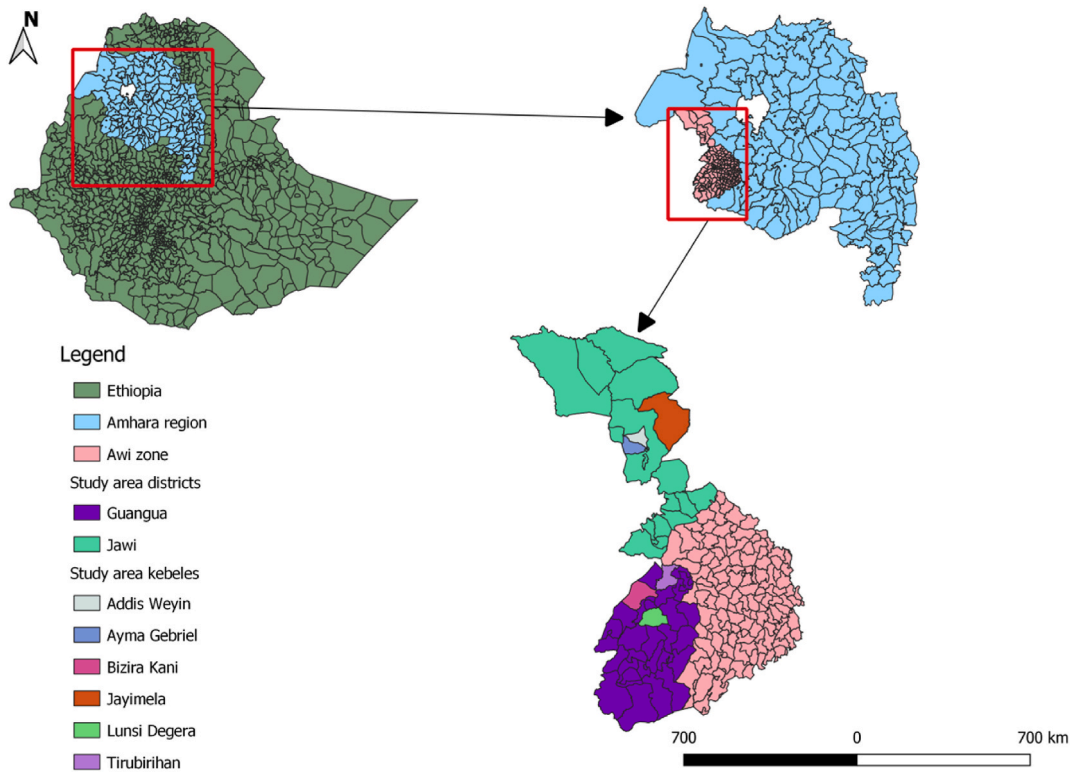 N
Legend
Ethiopia
Amhara region
Awi zone
Study area districts
Guangua
Jawi
Study area kebeles
Addis Weyin
Ayma Gebriel
Bizira Kani
Jayimela
Lunsi Degera
Tirubirihan
700 0 700 km